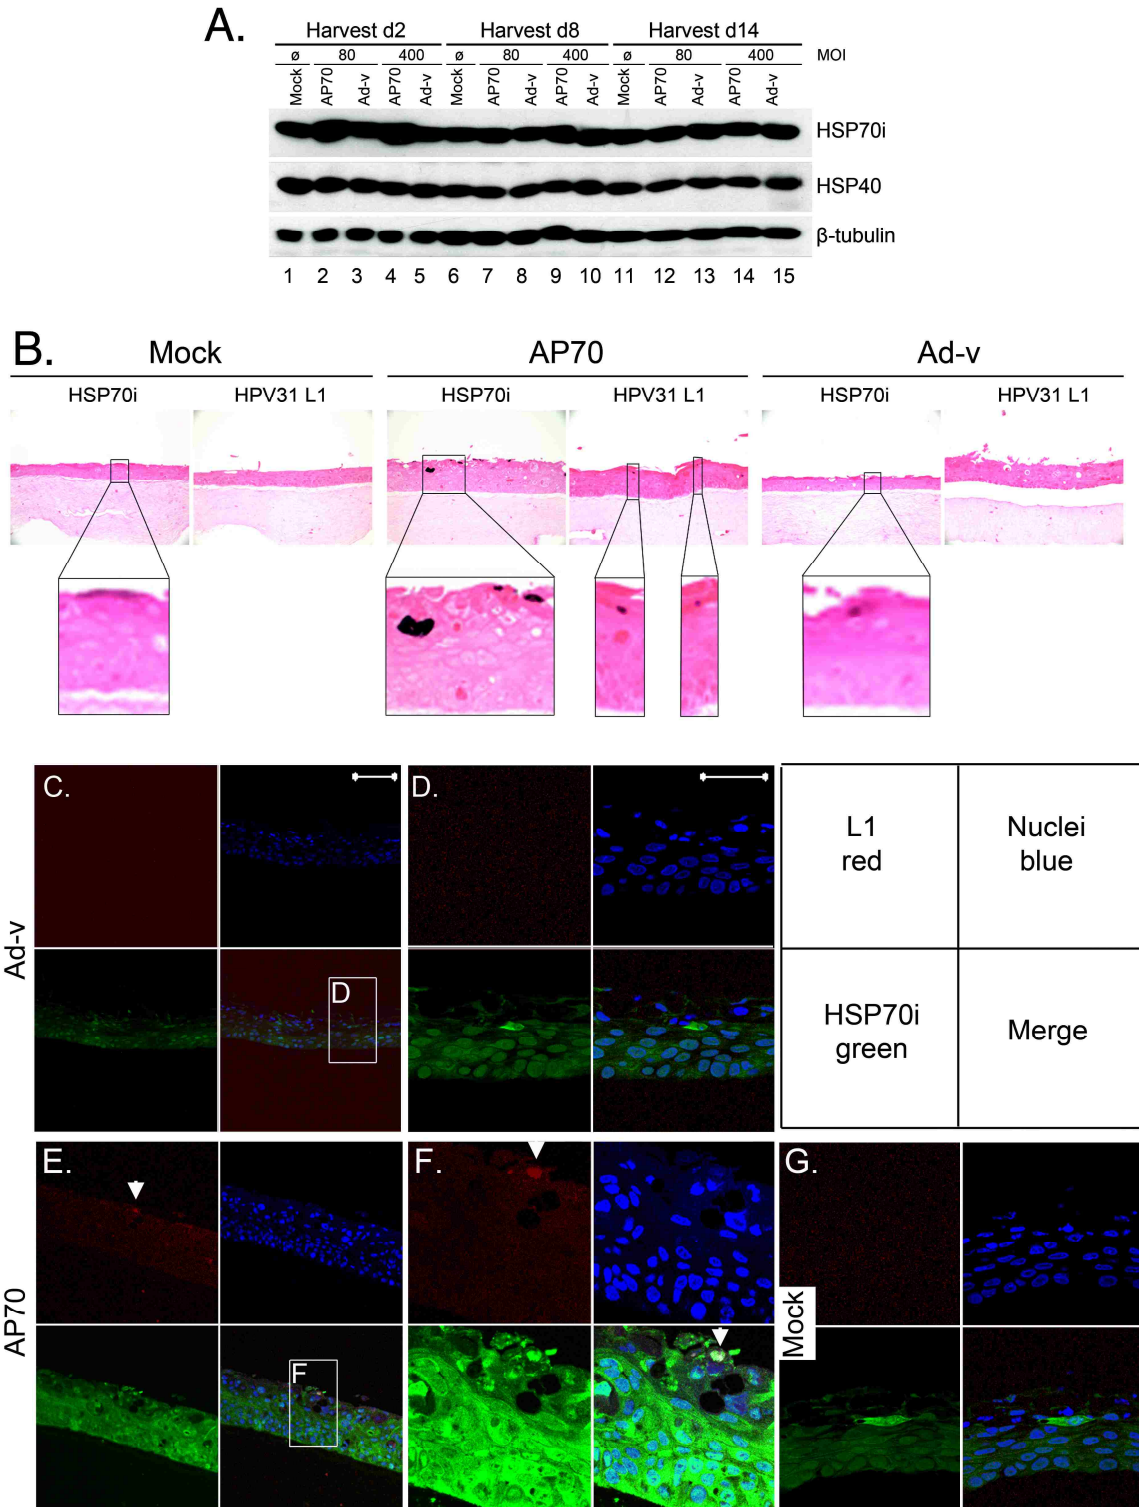 A.
Harvest d2 Harvest d8 Harvest d14
ø 80 400 ø 80 400 ø 80 400 MOI
Mock AP70 Ad-v AP70 Ad-v Mock AP70 Ad-v AP70 Ad-v Mock AP70 Ad-v AP70 Ad-v
HSP70i
HSP40
β-tubulin
1 2 3 4 5 6 7 8 9 10 11 12 13 14 15
B.
Mock AP70 Ad-v
HSP70i HPV31 L1 HSP70i HPV31 L1 HSP70i HPV31 L1
Ad-v
C.
D
D.
L1
red
Nuclei
blue
HSP70i
green
Merge
AP70
E.
F
F.
Mock
G.